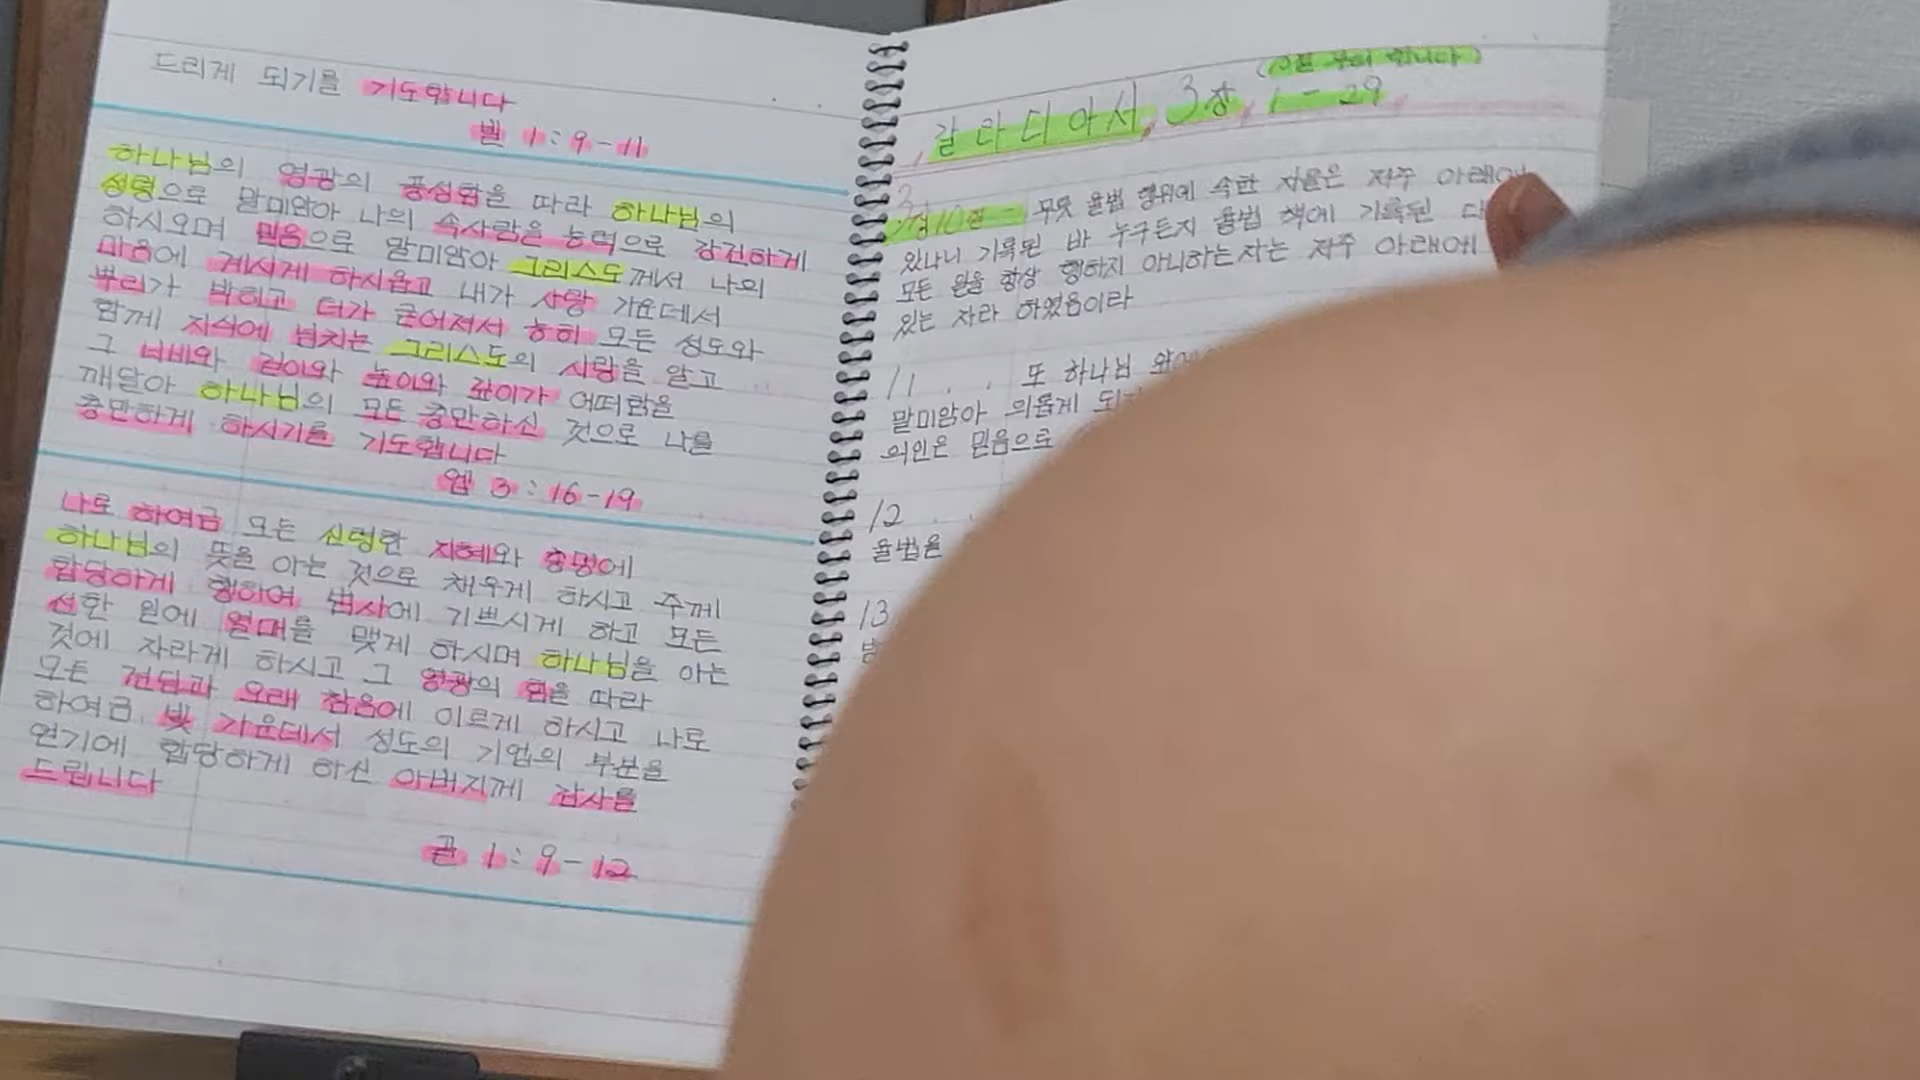 드리게 되기를 기도합니다
빌 1:9-11
하나님의 영광의 풍성함을 따라 하나님의
성령으로 말미암아 나의 속사람은 능력으로 강건하게
하시오며 믿음으로 말미암아 그리스도께서 나의
마음에 계시게 하시옵고 내가 사랑 가운데서
뿌리가 박히고 터가 굳어져서 능히 모든 성도와
함께 지식에 넘치는 그리스도의 사랑을 알고
그 너비와 길이와 높이와 깊이가 어떠함을
깨달아 하나님의 모든 충만하신 것으로 나를
충만하게 하시기를 기도합니다
엡 3:16-19
나로 하여금 모든 신령한 지혜와 총명에
하나님의 뜻을 아는 것으로 채우게 하시고 주께
합당하게 행하여 범사에 기쁘시게 하고 모든
선한 일에 열매를 맺게 하시며 하나님을 아는
것에 자라게 하시고 그 영광의 힘을 따라
모든 견딤과 오래 참음에 이르게 하시고 나로
하여금 빛 가운데서 성도의 기업의 부분을
얻기에 합당하게 하신 아버지께 감사를
드립니다
골 1:9-12
(10절 부터 합니다)
갈라디아서, 3장, 1-29
3장10절- 무릇 율법 행위에 속한 자들은 저주 아래에
있나니 기록된 바 누구든지 율법 책에 기록된 다
모든 일을 항상 행하지 아니하는 자는 저주 아래에
있는 자라 하였음이라
11.. 또 하나님 앞에
말미암아 의롭게 되
의인은 믿음으로
12..
율법은
13